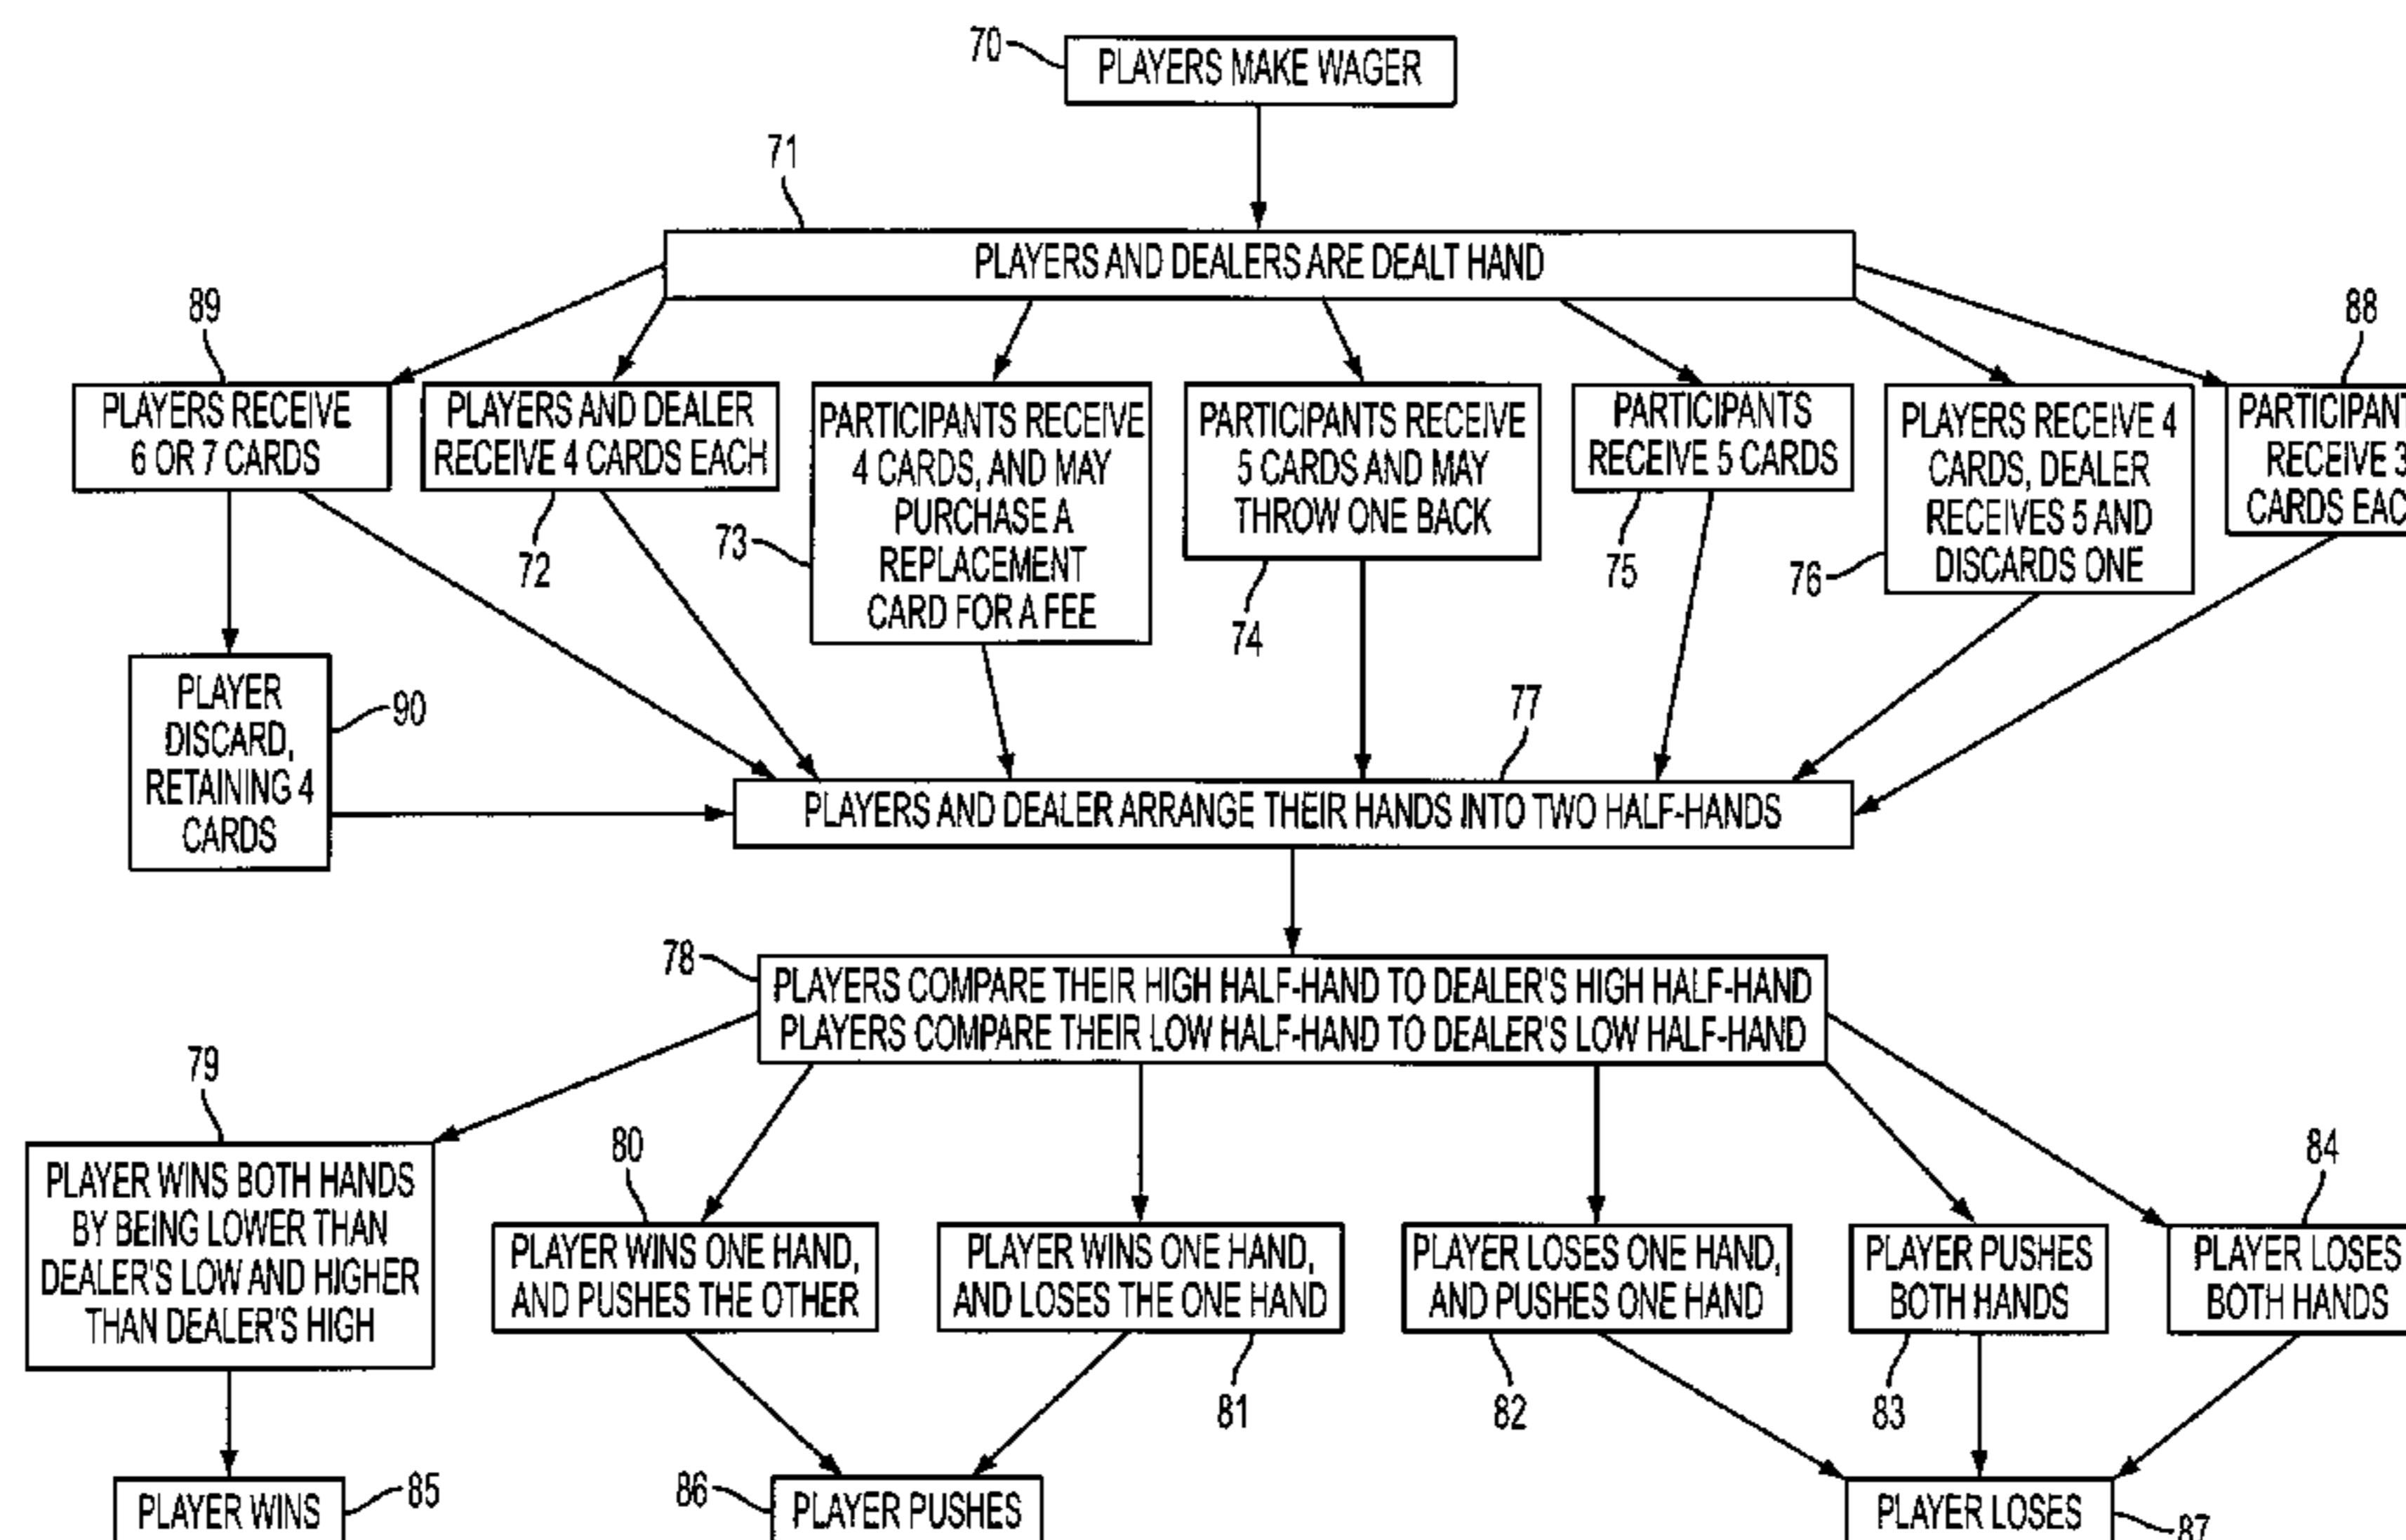 70
PLAYERS MAKE WAGER
71
PLAYERS AND DEALERS ARE DEALT HAND
89
PLAYERS RECEIVE
6 OR 7 CARDS
PLAYERS AND DEALER
RECEIVE 4 CARDS EACH
72
PARTICIPANTS RECEIVE
4 CARDS, AND MAY
PURCHASE A
REPLACEMENT
CARD FOR A FEE
73
PARTICIPANTS RECEIVE
5 CARDS AND MAY
THROW ONE BACK
74
PARTICIPANTS
RECEIVE 5 CARDS
75
PLAYERS RECEIVE 4
CARDS, DEALER
RECEIVES 5 AND
DISCARDS ONE
76
88
PARTICIPANT
RECEIVE 3
CARDS EAC
PLAYER
DISCARD,
RETAINING 4
CARDS
90
77
PLAYERS AND DEALER ARRANGE THEIR HANDS INTO TWO HALF-HANDS
78
PLAYERS COMPARE THEIR HIGH HALF-HAND TO DEALER'S HIGH HALF-HAND
PLAYERS COMPARE THEIR LOW HALF-HAND TO DEALER'S LOW HALF-HAND
79
PLAYER WINS BOTH HANDS
BY BEING LOWER THAN
DEALER'S LOW AND HIGHER
THAN DEALER'S HIGH
80
PLAYER WINS ONE HAND,
AND PUSHES THE OTHER
PLAYER WINS ONE HAND,
AND LOSES THE ONE HAND
81
PLAYER LOSES ONE HAND,
AND PUSHES ONE HAND
82
PLAYER PUSHES
BOTH HANDS
83
84
PLAYER LOSES
BOTH HANDS
PLAYER WINS
85
86
PLAYER PUSHES
PLAYER LOSES
87